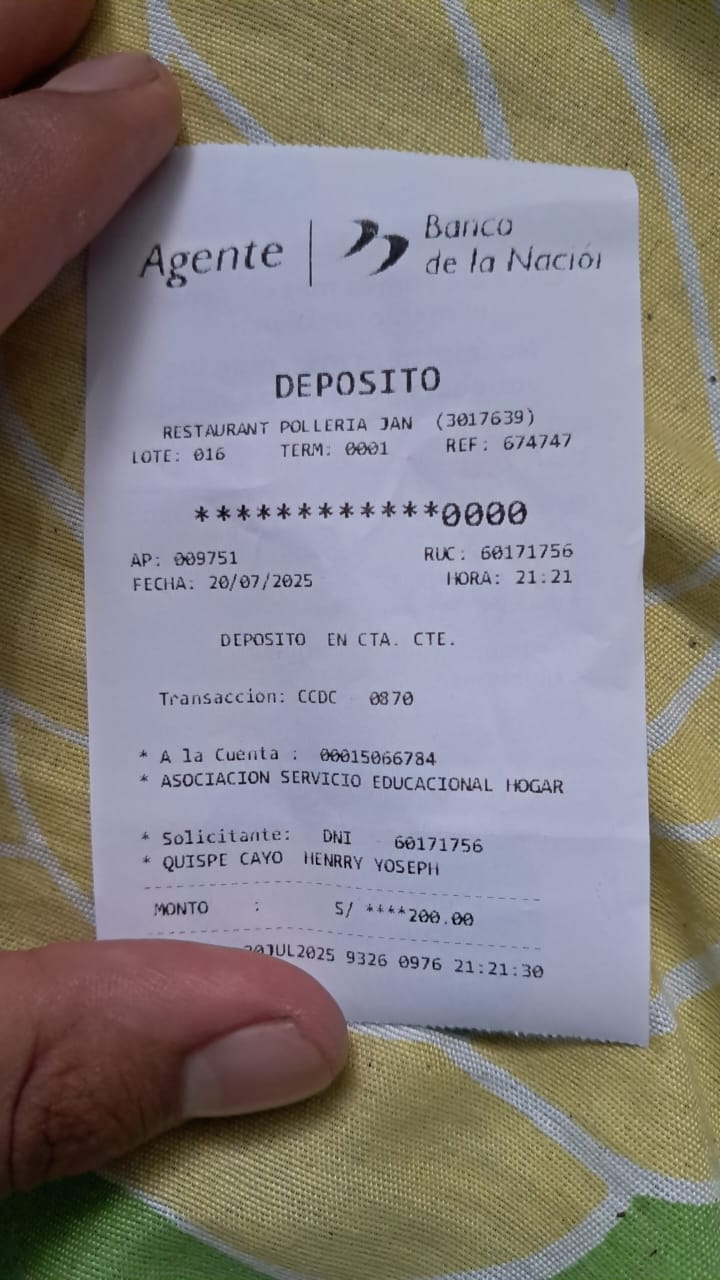 Agente | Banco
de la Nación
DEPOSITO
RESTAURANT POLLERIA JAN (3017639)
LOTE: 016 TERM: 0001 REF: 674747
************0000
AP: 009751 RUC: 60171756
FECHA: 20/07/2025 HORA: 21:21
DEPOSITO EN CTA. CTE.
Transaccion: CCDC 0870
* A la Cuenta : 00015066784
* ASOCIACION SERVICIO EDUCACIONAL HOGAR
* Solicitante: DNI 60171756
* QUISPE CAYO HENRRY YOSEPH
MONTO : S/ ****200.00
20JUL2025 9326 0976 21:21:30